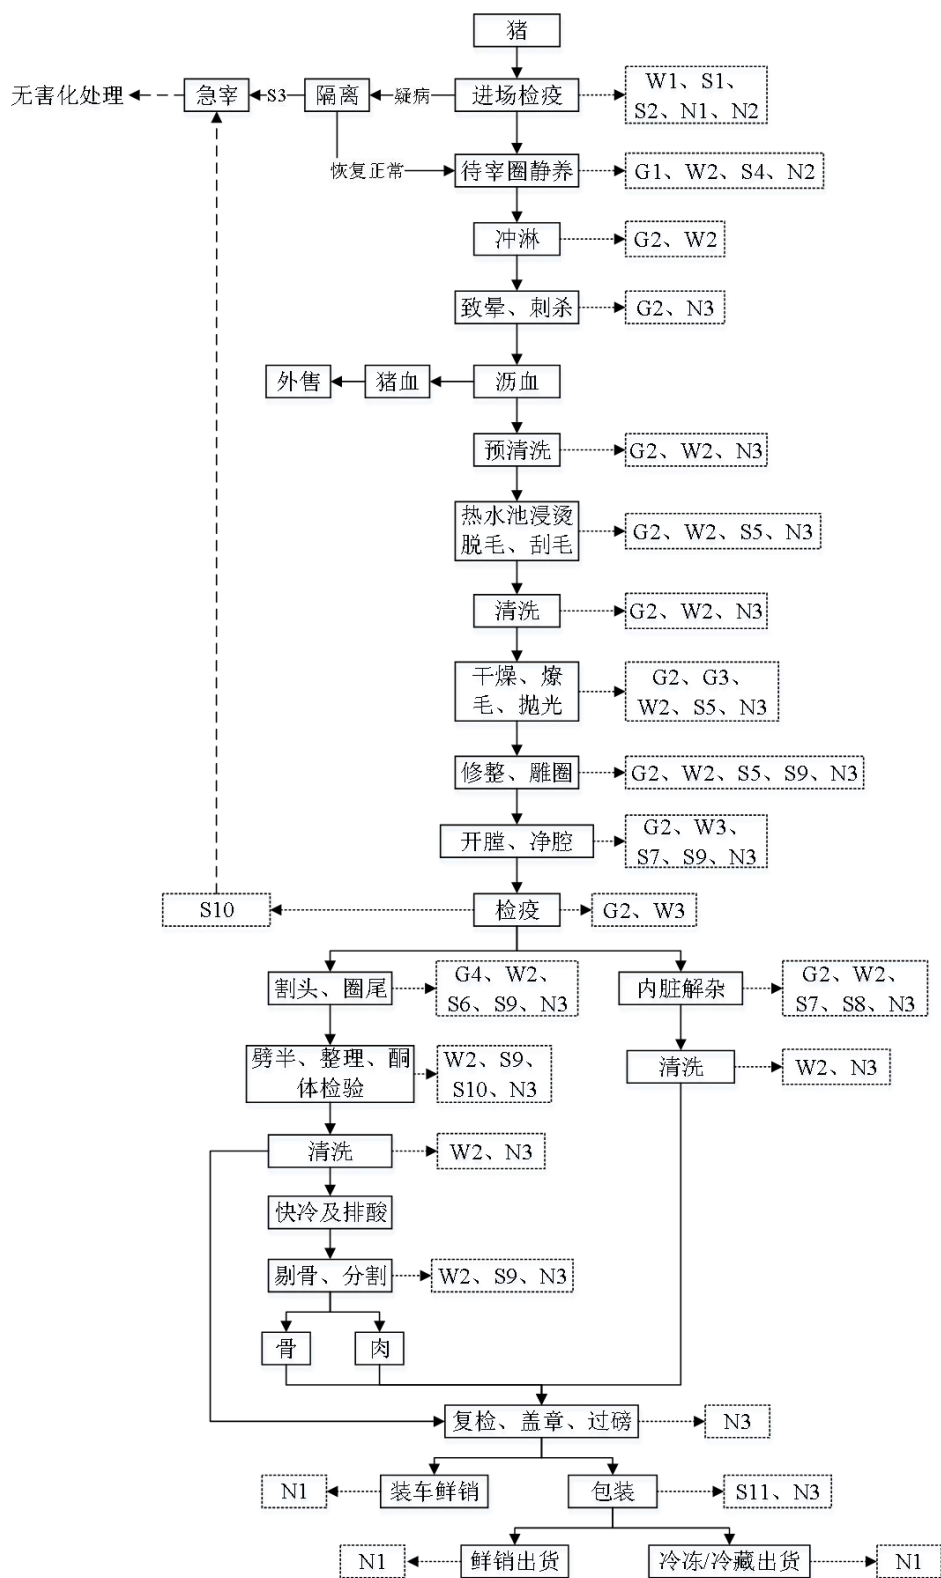 猪
无害化处理
急宰
S3
隔离
疑病
进场检疫
W1、S1、
S2、N1、N2
恢复正常
待宰圈静养
G1、W2、S4、N2
冲淋
G2、W2
致晕、刺杀
G2、N3
外售
猪血
沥血
预清洗
G2、W2、N3
热水池浸烫
脱毛、刮毛
G2、W2、S5、N3
清洗
G2、W2、N3
干燥、燎
毛、抛光
G2、G3、
W2、S5、N3
修整、雕圈
G2、W2、S5、S9、N3
开膛、净腔
G2、W3、
S7、S9、N3
S10
检疫
G2、W3
割头、圈尾
G4、W2、
S6、S9、N3
内脏解杂
G2、W2、
S7、S8、N3
劈半、整理、酮
体检验
W2、S9、
S10、N3
清洗
W2、N3
清洗
W2、N3
快冷及排酸
剔骨、分割
W2、S9、N3
骨
肉
复检、盖章、过磅
N3
N1
装车鲜销
包装
S11、N3
N1
鲜销出货
冷冻/冷藏出货
N1